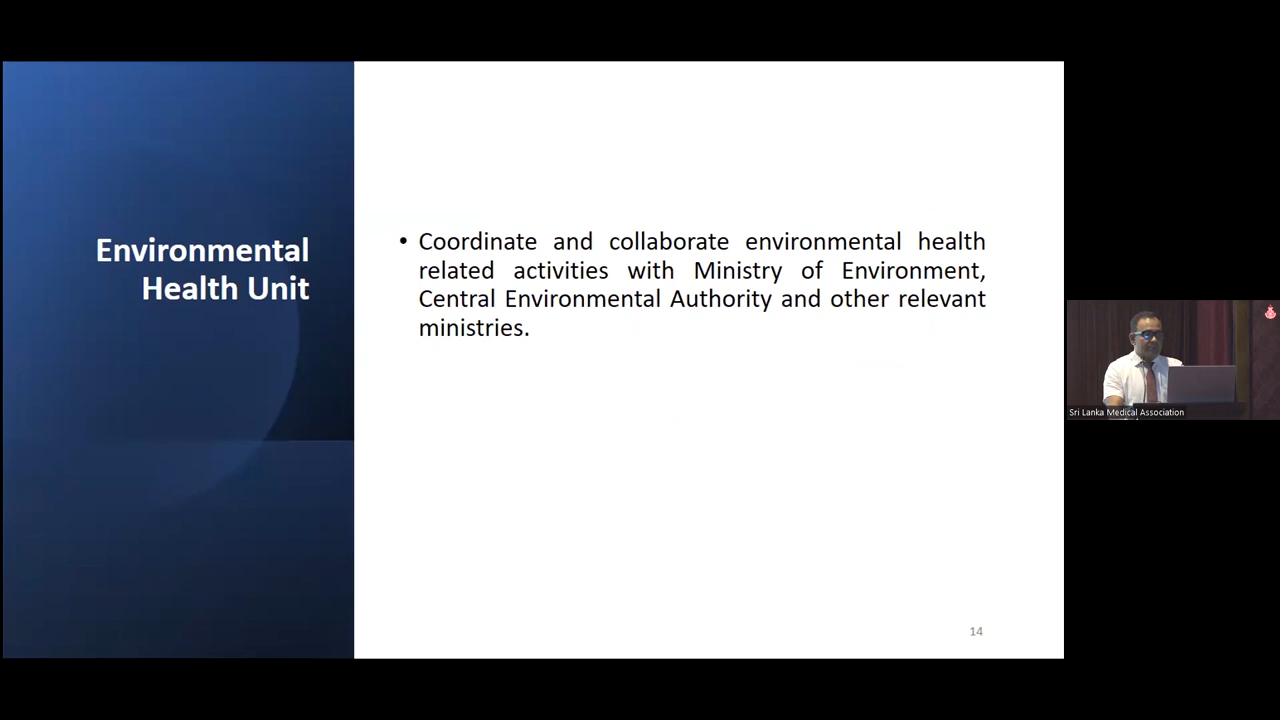 Environmental
Health Unit
• Coordinate and collaborate environmental health
related activities with Ministry of Environment,
Central Environmental Authority and other relevant
ministries.
14
Sri Lanka Medical Association